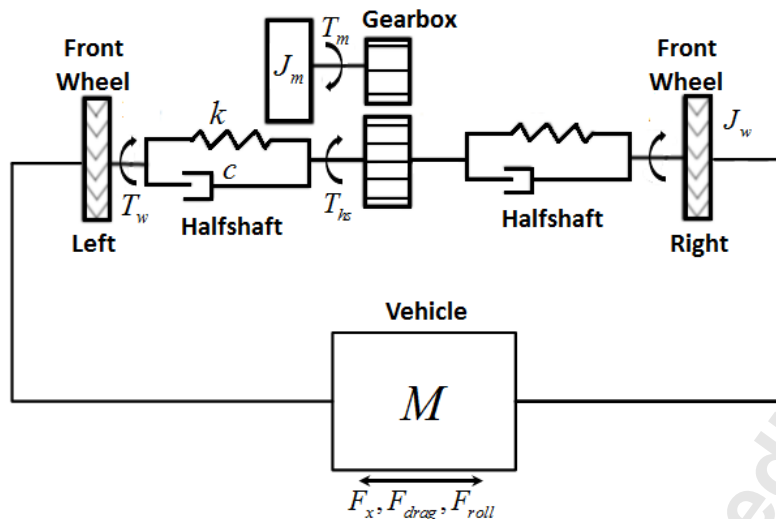 Gearbox
Front
Wheel
T_m
J_m
Front
Wheel
J_w
k
c
T_w
T_hs
Halfshaft
Halfshaft
Left
Right
Vehicle
M
F_x, F_drag, F_roll